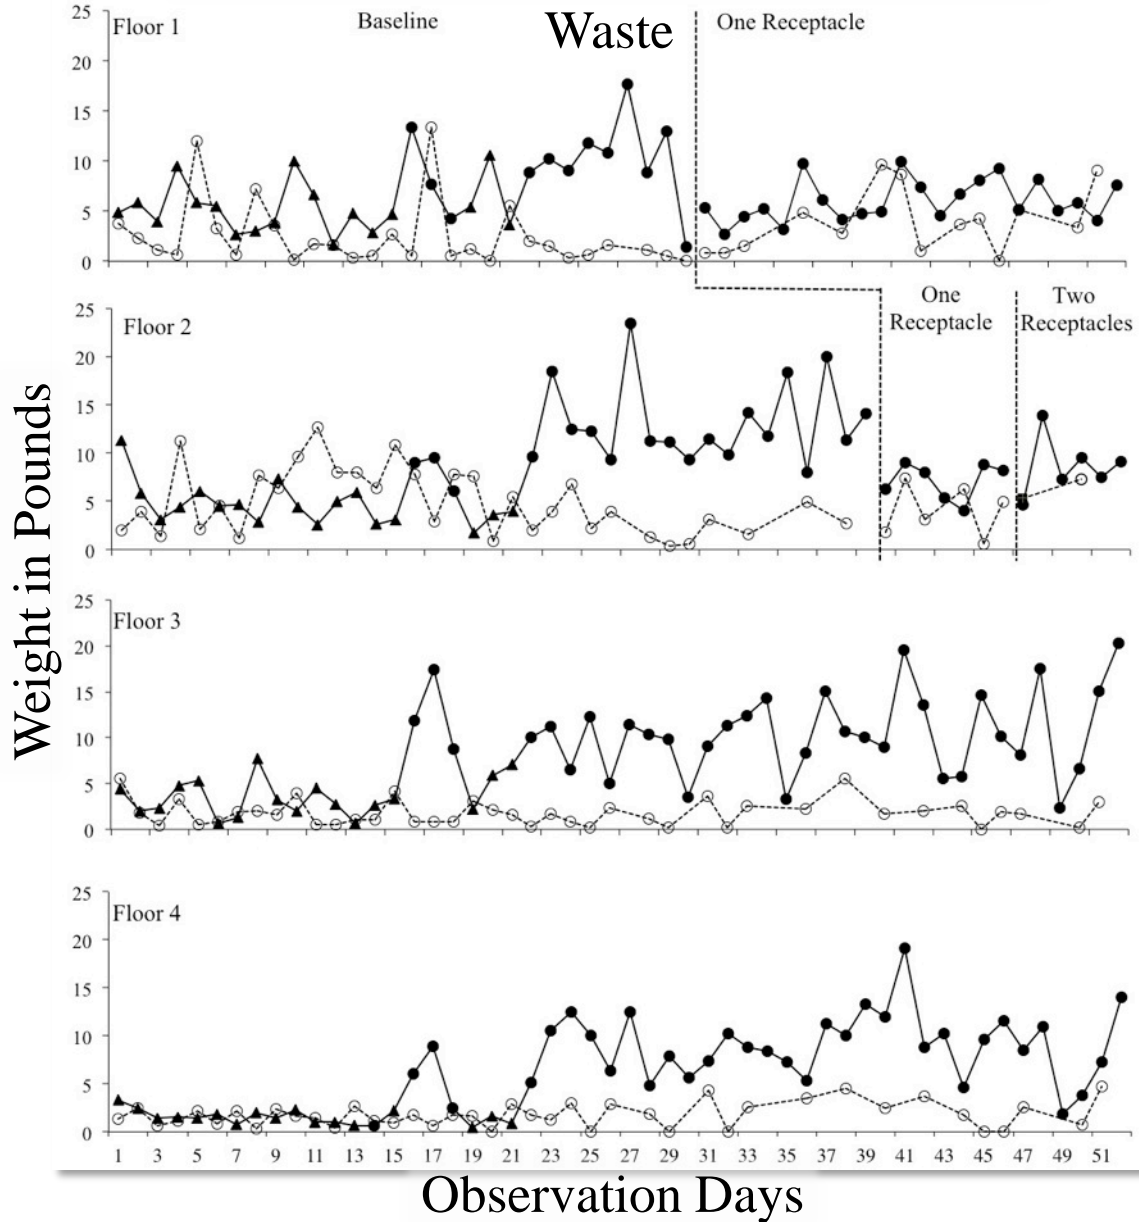 25
Floor 1
Baseline
Waste
One Receptacle
20
15
10
5
0
25
Floor 2
One
Receptacle
Two
Receptacles
20
15
10
5
0
Weight in Pounds
25
Floor 3
20
15
10
5
0
25
Floor 4
20
15
10
5
0
1 3 5 7 9 11 13 15 17 19 21 23 25 27 29 31 33 35 37 39 41 43 45 47 49 51
Observation Days